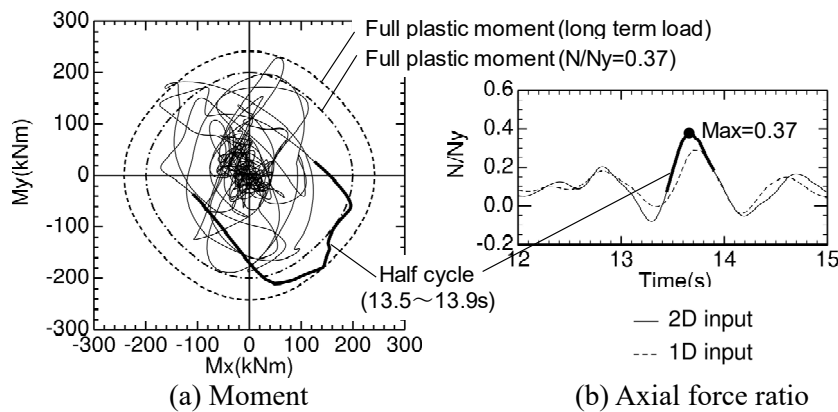 300
200
100
0
-100
-200
-300
My(kNm)
-300 -200 -100 0 100 200 300
Mx(kNm)
Full plastic moment (long term load)
Full plastic moment (N/Ny=0.37)
Half cycle
(13.5～13.9s)
(a) Moment
0.6
0.4
0.2
0.0
-0.2
N/Ny
Max=0.37
12 13 14 15
Time(s)
2D input
1D input
(b) Axial force ratio